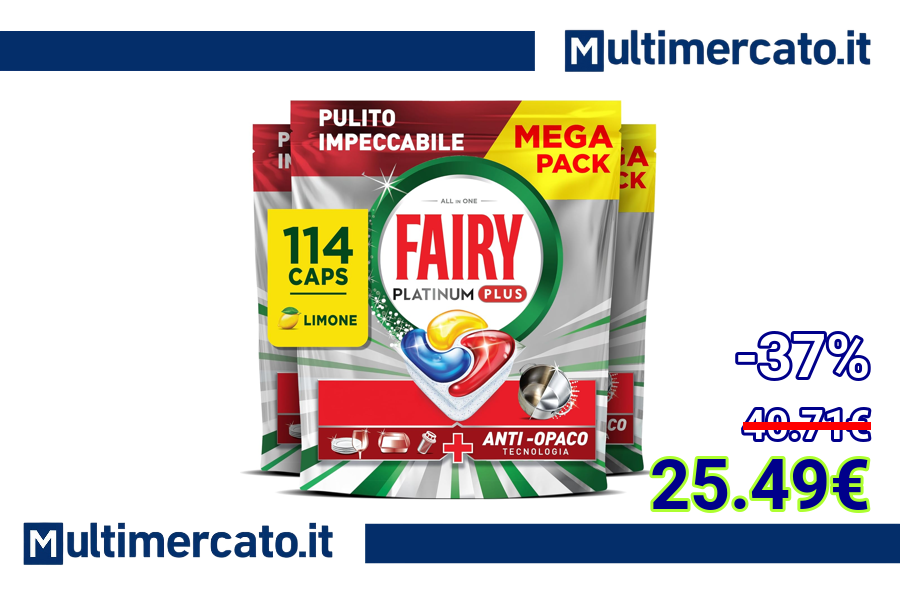 Multimercato.it
PULITO
IMPECCABILE
MEGA
PACK
ALL in ONE
FAIRY
PLATINUM PLUS
114
CAPS
LIMONE
ANTI-OPACO
TECNOLOGIA
-37%
40.71€
25.49€
Multimercato.it